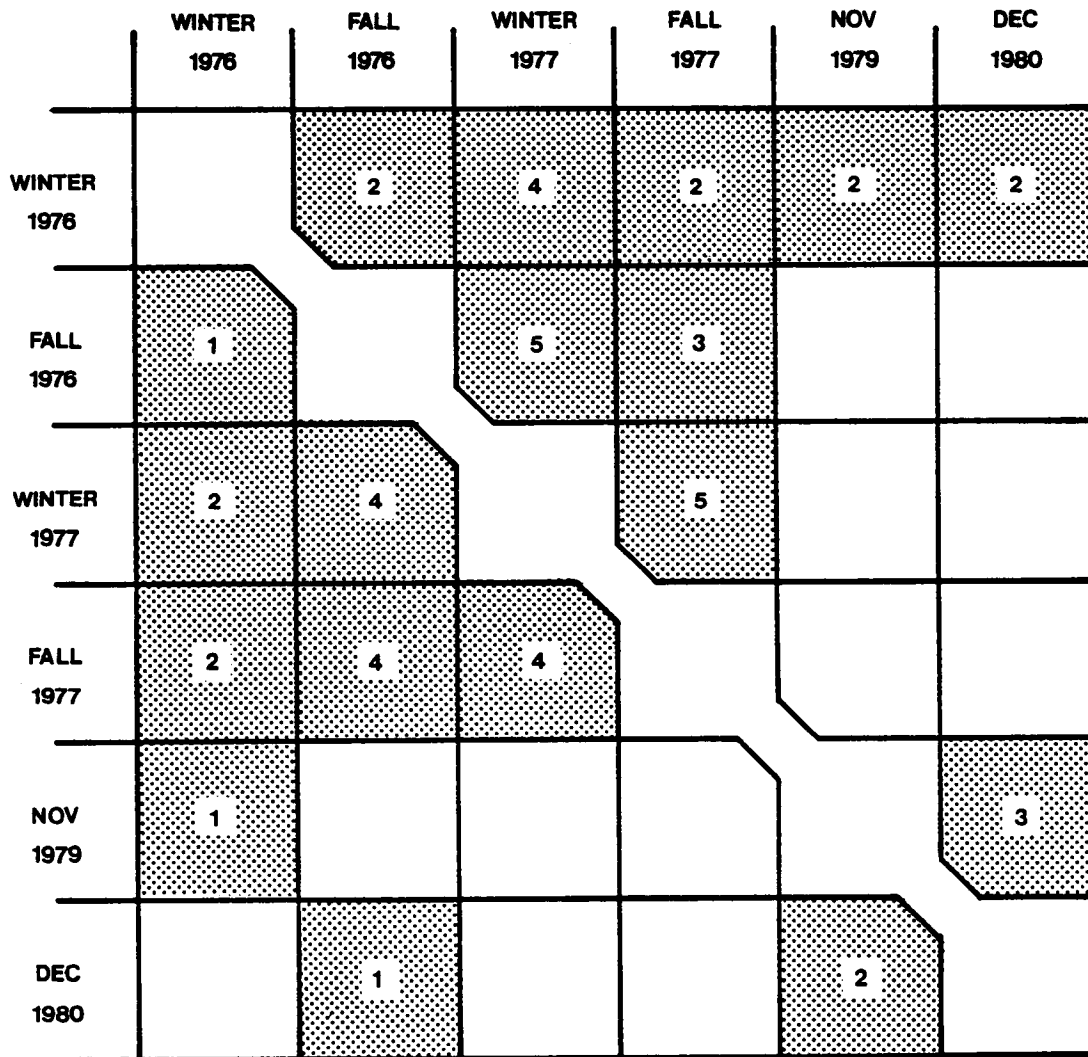 WINTER FALL WINTER FALL NOV DEC
1976 1976 1977 1977 1979 1980
WINTER
1976
2 4 2 2 2
FALL
1976
1 5 3
WINTER
1977
2 4 5
FALL
1977
2 4 4
NOV
1979
1 3
DEC
1980
1 2